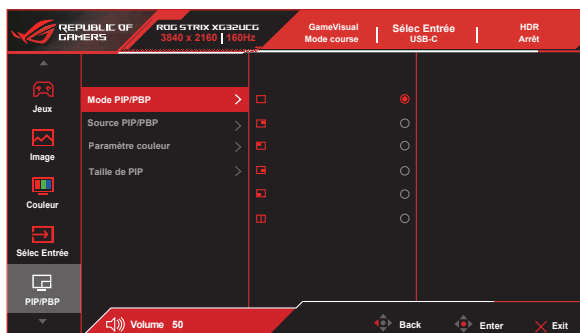 REPUBLIC OF
GAMERS
ROG STRIX XG32UCG
3840 x 2160 160Hz
GameVisual
Mode course
Sélec Entrée
USB-C
HDR
Arrêt
Jeux
Image
Couleur
Sélec Entrée
PIP/PBP
Mode PIP/PBP
Source PIP/PBP
Paramètre couleur
Taille de PIP
Volume 50
Back
Enter
Exit